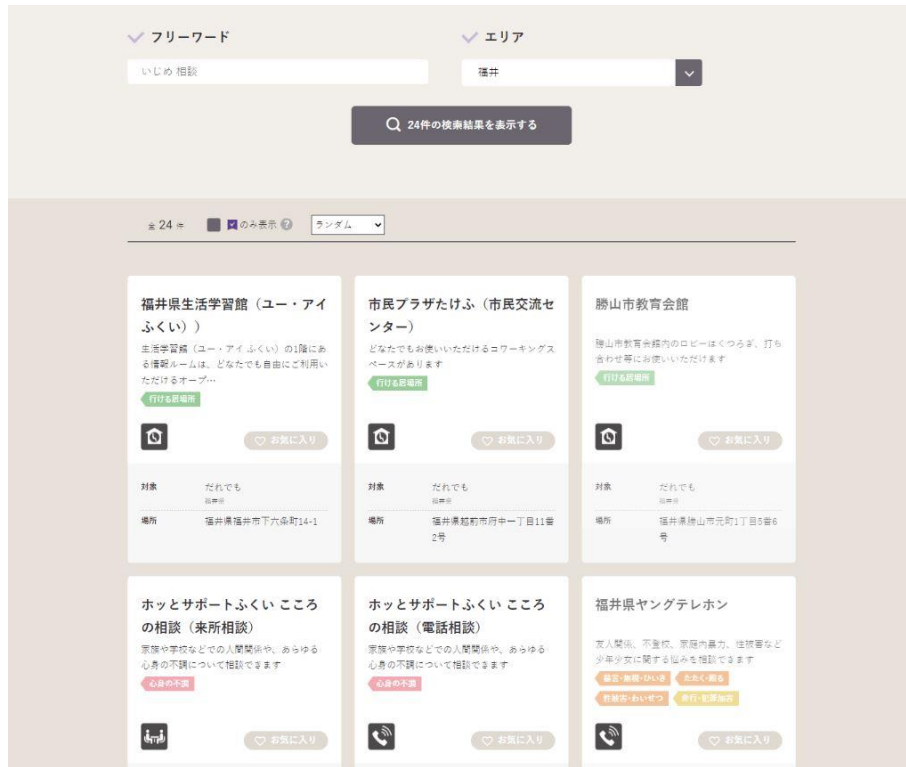 フリーワード
エリア
いじめ 相談
福井
24件の検索結果を表示する
全 24 件
のみ表示
ランダム
福井県生活学習館（ユー・アイ
ふくい））
生活学習館（ユー・アイ ふくい）の1階にあ
る情報ルームは、どなたでも自由にご利用い
ただけるオープ…
行ける居場所
お気に入り
対象 だれでも
福井県
場所 福井県福井市下六条町14-1
市民プラザたけふ（市民交流セ
ンター）
どなたでもお使いいただけるコワーキングス
ペースがあります
行ける居場所
お気に入り
対象 だれでも
福井県
場所 福井県越前市府中一丁目11番
2号
勝山市教育会館
勝山市教育会館内のロビーはくつろぎ、打ち
合わせ等にお使いいただけます
行ける居場所
お気に入り
対象 だれでも
福井県
場所 福井県勝山市元町1丁目5番6
号
ホッとサポートふくい こころ
の相談（来所相談）
家族や学校などでの人間関係や、あらゆる
心身の不調について相談できます
心身の不調
お気に入り
ホッとサポートふくい こころ
の相談（電話相談）
家族や学校などでの人間関係や、あらゆる
心身の不調について相談できます
心身の不調
お気に入り
福井県ヤングテレホン
友人関係、不登校、家庭内暴力、性被害など
少年少女に関する悩みを相談できます
暴言・無視・ひいき たたく・殴る
性被害・わいせつ 非行・犯罪加害
お気に入り